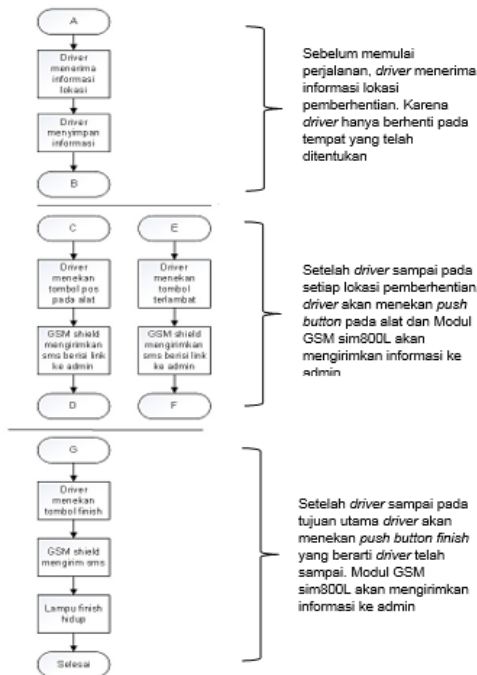 A
Driver
menerima
informasi
lokasi
Driver
menyimpan
informasi
B
Sebelum memulai
perjalanan, driver menerima
informasi lokasi
pemberhentian. Karena
driver hanya berhenti pada
tempat yang telah
ditentukan
C
Driver
menekan
tombol pos
pada alat
GSM shield
mengirimkan
sms berisi link
ke admin
D
E
Driver
menekan
tombol
terlambat
GSM shield
mengirimkan
sms berisi link
ke admin
F
Setelah driver sampai pada
setiap lokasi pemberhentian
driver akan menekan push
button pada alat dan Modul
GSM sim800L akan
mengirimkan informasi ke
admin
G
Driver
menekan
tombol finish
GSM shield
mengirim sms
Lampu finish
hidup
Selesai
Setelah driver sampai pada
tujuan utama driver akan
menekan push button finish
yang berarti driver telah
sampai. Modul GSM
sim800L akan mengirimkan
informasi ke admin